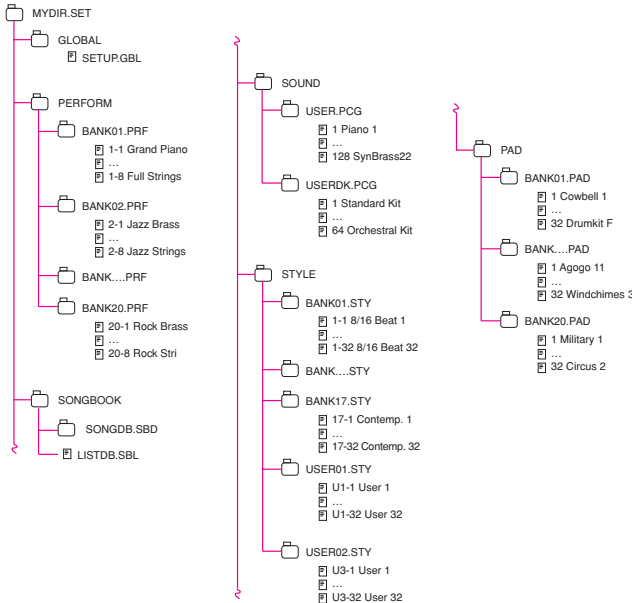 MYDIR.SET
GLOBAL
SETUP.GBL
PERFORM
BANK01.PRF
1-1 Grand Piano
...
1-8 Full Strings
BANK02.PRF
2-1 Jazz Brass
...
2-8 Jazz Strings
BANK....PRF
BANK20.PRF
20-1 Rock Brass
...
20-8 Rock Stri
SONGBOOK
SONGDB.SBD
LISTDB.SBL
SOUND
USER.PCG
1 Piano 1
...
128 SynBrass22
USERDK.PCG
1 Standard Kit
...
64 Orchestral Kit
STYLE
BANK01.STY
1-1 8/16 Beat 1
...
1-32 8/16 Beat 32
BANK....STY
BANK17.STY
17-1 Contemp. 1
...
17-32 Contemp. 32
USER01.STY
U1-1 User 1
...
U1-32 User 32
USER02.STY
U3-1 User 1
...
U3-32 User 32
PAD
BANK01.PAD
1 Cowbell 1
...
32 Drumkit F
BANK....PAD
1 Agogo 11
...
32 Windchimes 3
BANK20.PAD
1 Military 1
...
32 Circus 2